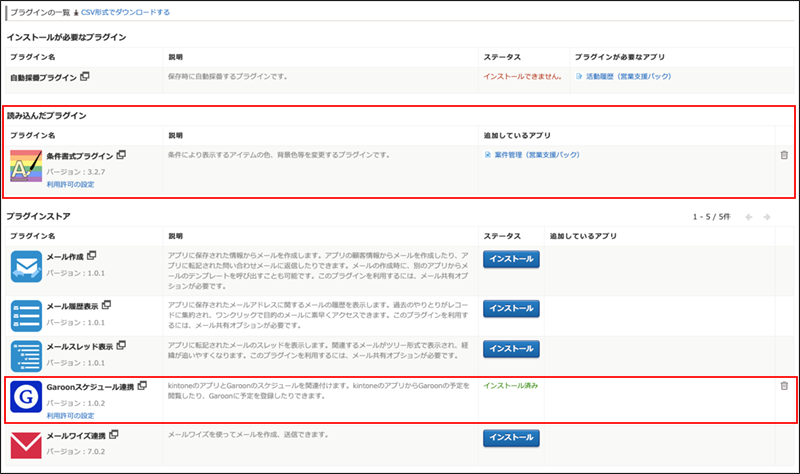 プラグインの一覧 CSV形式でダウンロードする
インストールが必要なプラグイン
プラグイン名 説明 ステータス プラグインが必要なアプリ
自動採番プラグイン 保存時に自動採番するプラグインです。 インストールできません。 活動履歴（営業支援パック）
読み込んだプラグイン
プラグイン名 説明 追加しているアプリ
条件書式プラグイン 条件により表示するアイテムの色、背景色等を変更するプラグインです。 案件管理（営業支援パック）
バージョン：3.2.7
利用許可の設定
プラグインストア 1 - 5 / 5件
プラグイン名 説明 ステータス 追加しているアプリ
メール作成 アプリに保存された情報からメールを作成します。アプリの顧客情報からメールを作成したり、ア インストール
バージョン：1.0.1 プリに転記された問い合わせメールに返信したりできます。メールの作成時に、別のアプリからメ
ールのテンプレートを呼び出すことも可能です。このプラグインを利用するには、メール共有オプ
ションが必要です。
メール履歴表示 アプリに保存されたメールアドレスに関するメールの履歴を表示します。過去のやりとりがレコー インストール
バージョン：1.0.1 ドに集約され、ワンクリックで目的のメールに素早くアクセスできます。このプラグインを利用す
るには、メール共有オプションが必要です。
メールスレッド表示 アプリに転記されたメールのスレッドを表示します。関連するメールがツリー形式で表示され、経 インストール
バージョン：1.0.1 緯が追いやすくなります。このプラグインを利用するには、メール共有オプションが必要です。
Garoonスケジュール連携 kintoneのアプリとGaroonのスケジュールを関連付けます。kintoneのアプリからGaroonの予定を インストール済み
G バージョン：1.0.2 閲覧したり、Garoonに予定を登録したりできます。
利用許可の設定
メールワイズ連携 メールワイズを使ってメールを作成、送信できます。 インストール
バージョン：7.0.2